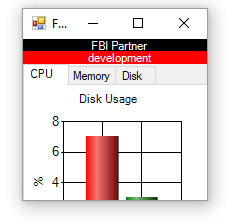 F...
FBI Partner
development
CPU Memory Disk
Disk Usage
8
6
%
4